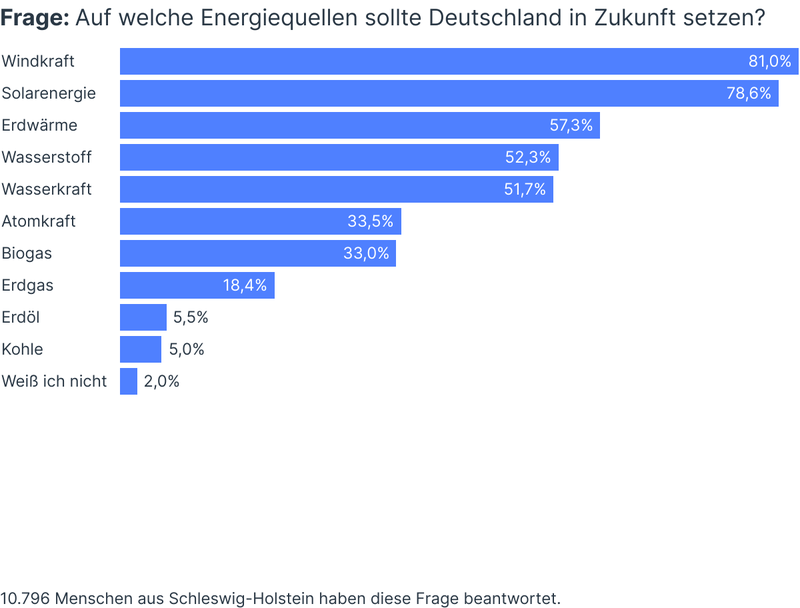 Frage: Auf welche Energiequellen sollte Deutschland in Zukunft setzen?
Windkraft 81,0%
Solarenergie 78,6%
Erdwärme 57,3%
Wasserstoff 52,3%
Wasserkraft 51,7%
Atomkraft 33,5%
Biogas 33,0%
Erdgas 18,4%
Erdöl 5,5%
Kohle 5,0%
Weiß ich nicht 2,0%
10.796 Menschen aus Schleswig-Holstein haben diese Frage beantwortet.